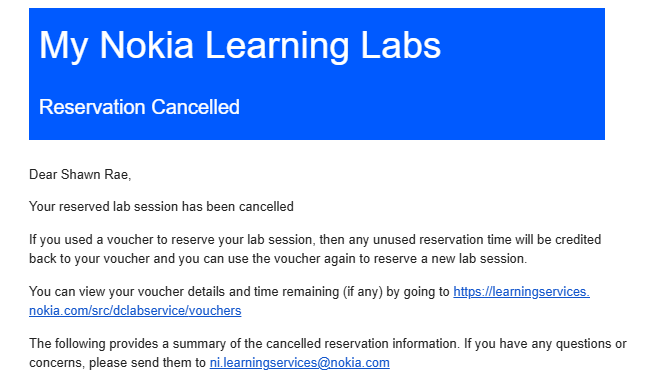 My Nokia Learning Labs
Reservation Cancelled
Dear Shawn Rae,
Your reserved lab session has been cancelled
If you used a voucher to reserve your lab session, then any unused reservation time will be credited
back to your voucher and you can use the voucher again to reserve a new lab session.
You can view your voucher details and time remaining (if any) by going to https://learningservices.
nokia.com/src/dclabservice/vouchers
The following provides a summary of the cancelled reservation information. If you have any questions or
concerns, please send them to ni.learningservices@nokia.com